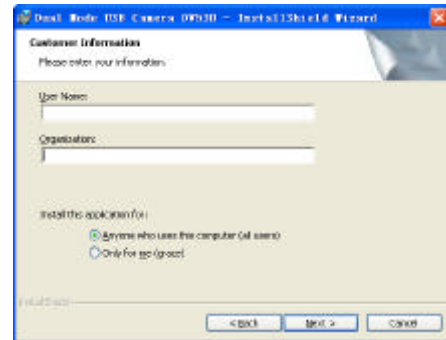 Dual Mode USB Camera - InstallShield Wizard
Customer Information
Please enter your information.
User Name:
Organization:
Install this application for:
Anyone who uses this computer (all users)
Only for me
InstallShield
< Back
Next >
Cancel